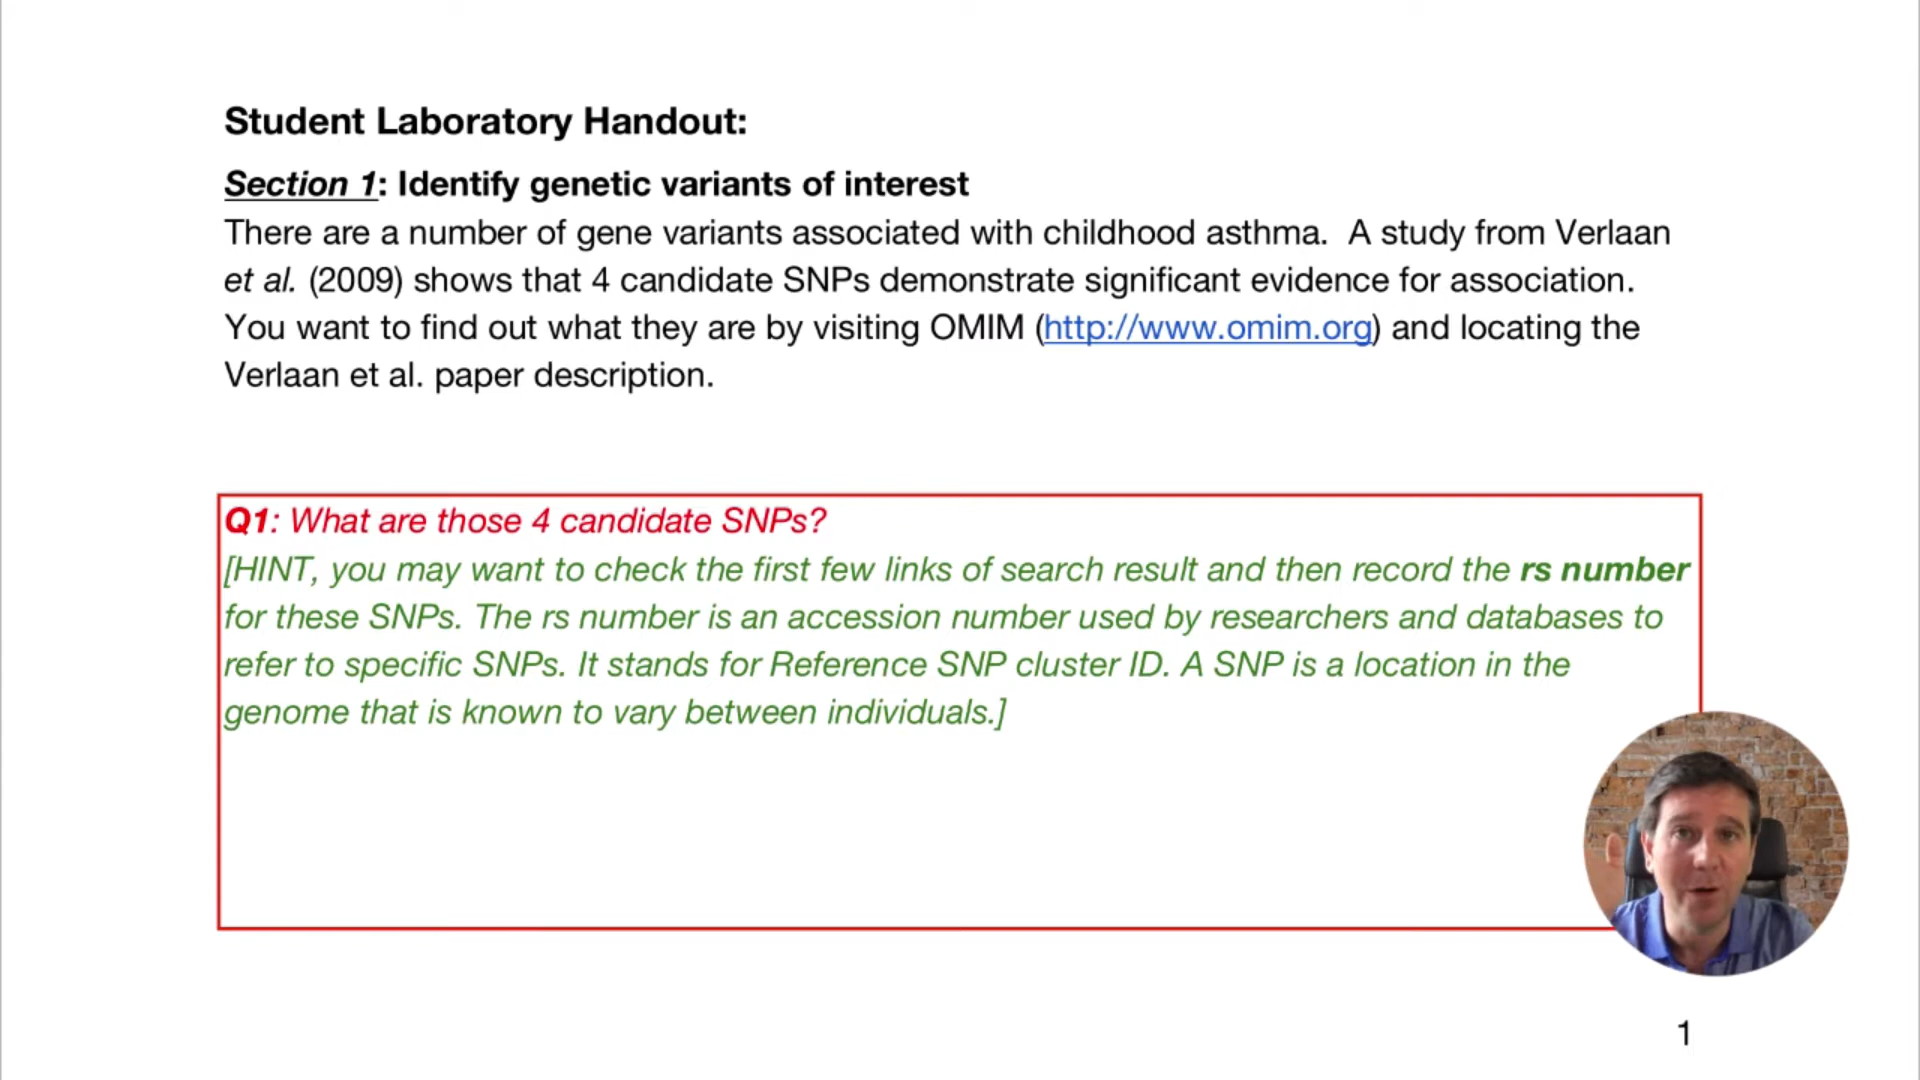 Student Laboratory Handout:
Section 1: Identify genetic variants of interest
There are a number of gene variants associated with childhood asthma.  A study from Verlaan
et al. (2009) shows that 4 candidate SNPs demonstrate significant evidence for association.
You want to find out what they are by visiting OMIM (http://www.omim.org) and locating the
Verlaan et al. paper description.
Q1: What are those 4 candidate SNPs?
[HINT, you may want to check the first few links of search result and then record the rs number
for these SNPs. The rs number is an accession number used by researchers and databases to
refer to specific SNPs. It stands for Reference SNP cluster ID. A SNP is a location in the
genome that is known to vary between individuals.]
1